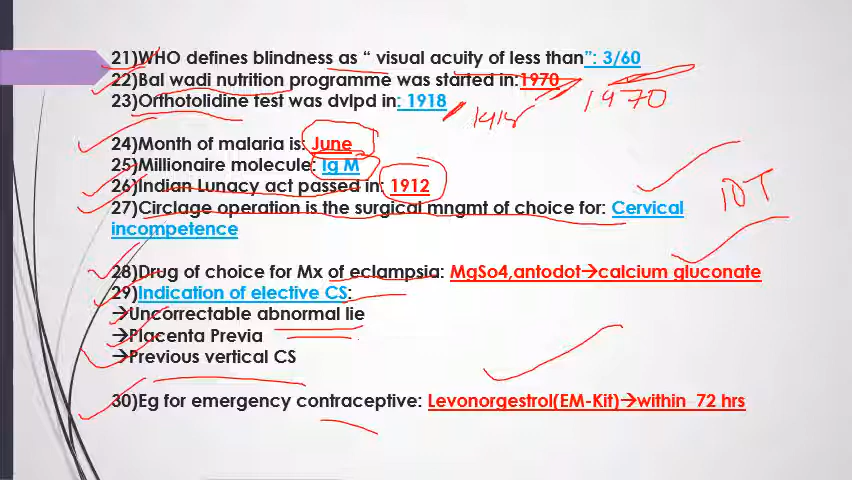 21)WHO defines blindness as “ visual acuity of less than”: 3/60
22)Bal wadi nutrition programme was started in:1970
23)Orthotolidine test was dvlpd in: 1918
1970
24)Month of malaria is: June
25)Millionaire molecule: Ig M
26)Indian Lunacy act passed in: 1912
27)Circlage operation is the surgical mngmt of choice for: Cervical
incompetence
28)Drug of choice for Mx of eclampsia: MgSo4,antodot→calcium gluconate
29)Indication of elective CS:
→Uncorrectable abnormal lie
→Placenta Previa
→Previous vertical CS
30)Eg for emergency contraceptive: Levonorgestrol(EM-Kit)→within 72 hrs